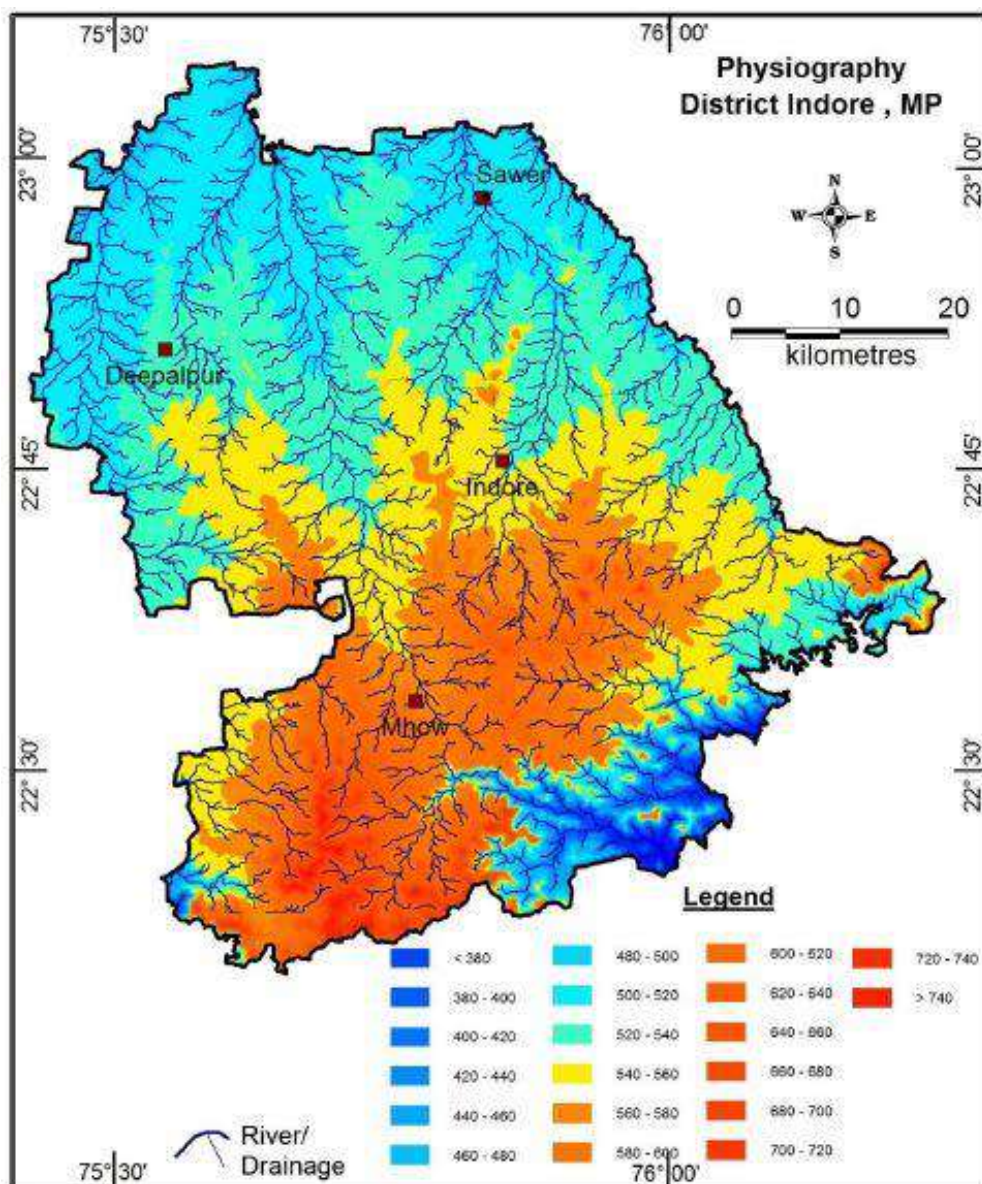 75°30'
76°00'
Physiography
District Indore , MP
23° 00'
23° 00'
N
W E
S
Sawer
0 10 20
kilometres
Deepalpur
22° 45'
22° 45'
Indore
Mhow
22° 30'
22° 30'
Legend
< 380
380 - 400
400 - 420
420 - 440
440 - 460
460 - 480
480 - 500
500 - 520
520 - 540
540 - 560
560 - 580
580 - 600
600 - 620
620 - 640
640 - 660
660 - 680
680 - 700
700 - 720
720 - 740
> 740
River/
Drainage
75°30'
76°00'